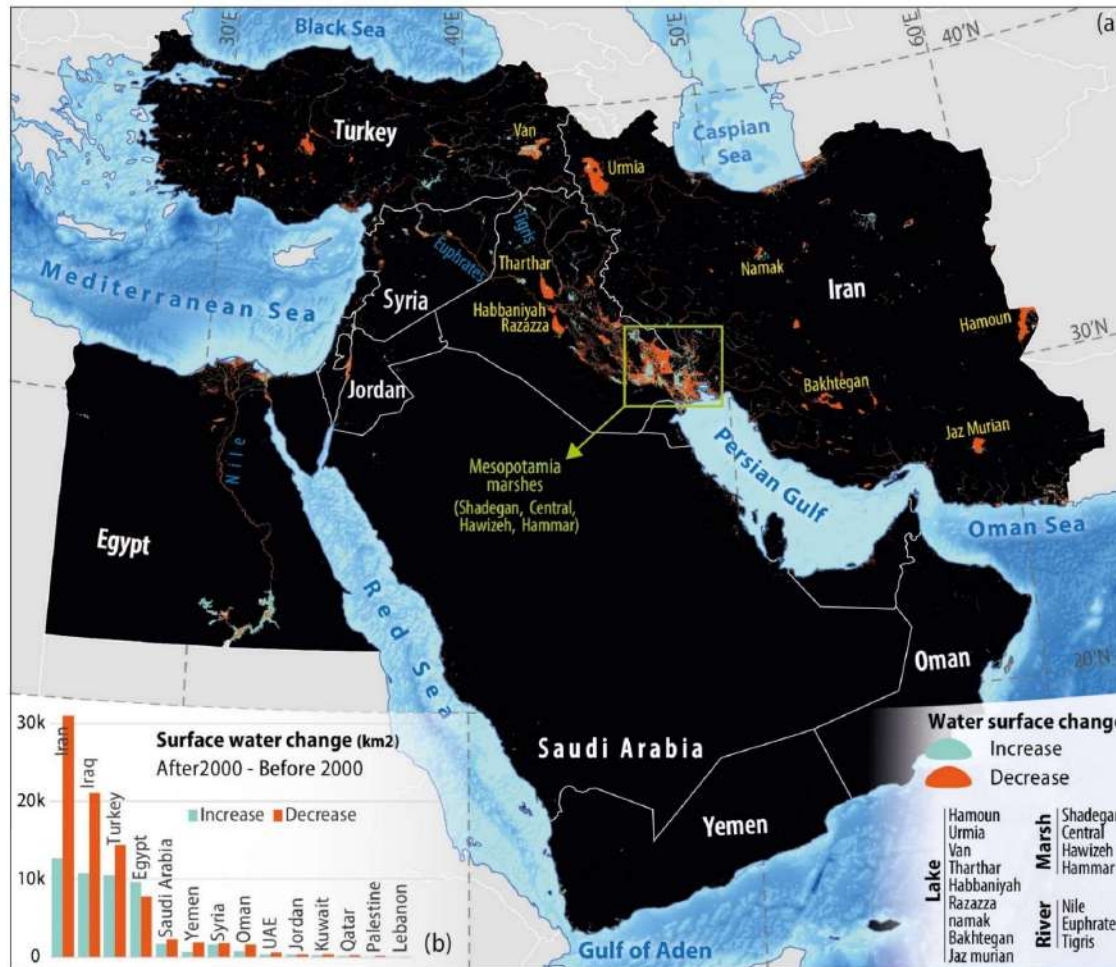 (a
Black Sea
30'E
40'E
50'E
60'E
40'N
Turkey
Van
Urmia
Caspian
Sea
Tigris
Euphrates
Tharthar
Namak
Iran
Mediterranean Sea
Syria
Habbaniyah
Razazza
Hamoun
30'N
Jordan
Bakhtegan
Jaz Murian
Nile
Mesopotamia
marshes
(Shadegan, Central,
Hawizeh, Hammar)
Persian Gulf
Oman Sea
Egypt
Red Sea
Oman
20'N
Saudi Arabia
Yemen
Gulf of Aden
30k
20k
10k
0
Surface water change (km2)
After2000 - Before 2000
Increase
Decrease
Iran
Iraq
Turkey
Egypt
Saudi Arabia
Yemen
Syria
Oman
UAE
Jordan
Kuwait
Qatar
Palestine
Lebanon
(b)
Water surface change
Increase
Decrease
Lake
Hamoun
Urmia
Van
Tharthar
Habbaniyah
Razazza
namak
Bakhtegan
Jaz murian
Marsh
Shadegan
Central
Hawizeh
Hammar
River
Nile
Euphrate
Tigris